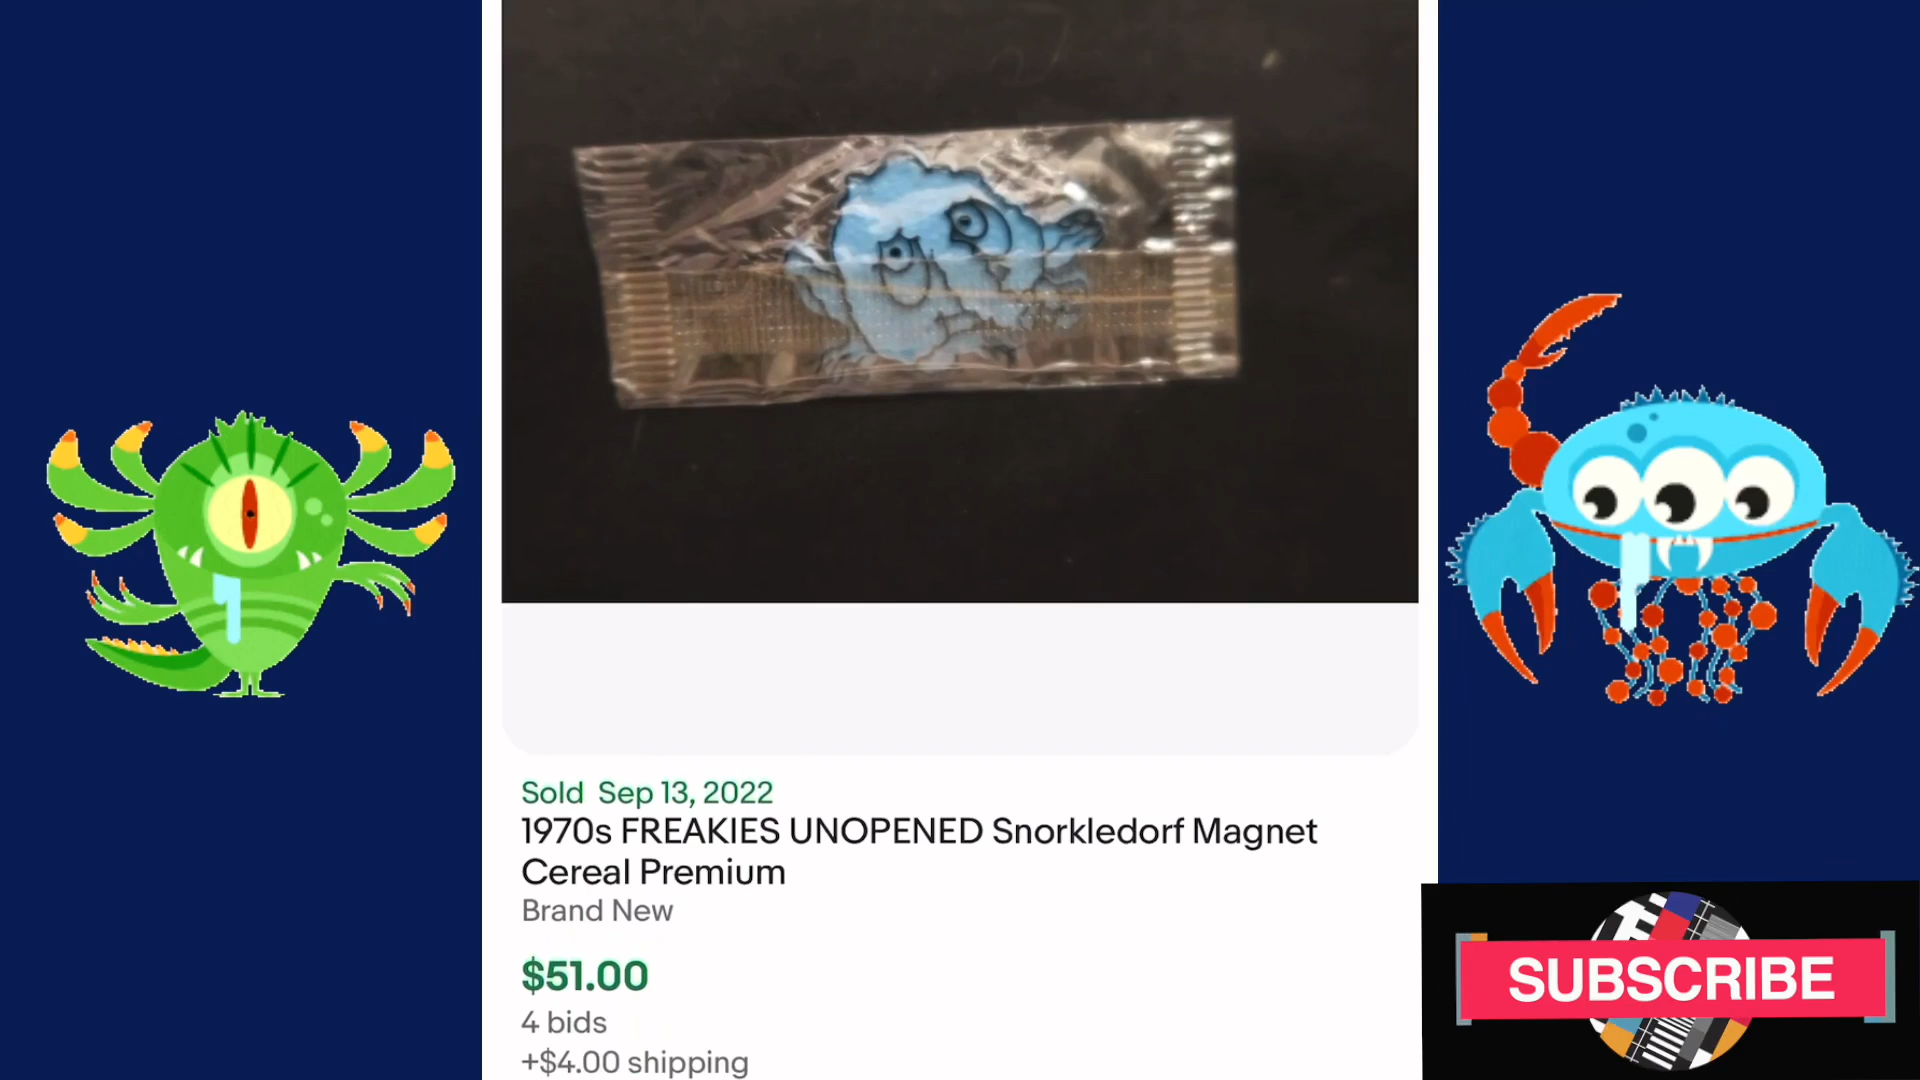 Sold Sep 13, 2022
1970s FREAKIES UNOPENED Snorkledorf Magnet
Cereal Premium
Brand New
$51.00
4 bids
+$4.00 shipping
SUBSCRIBE